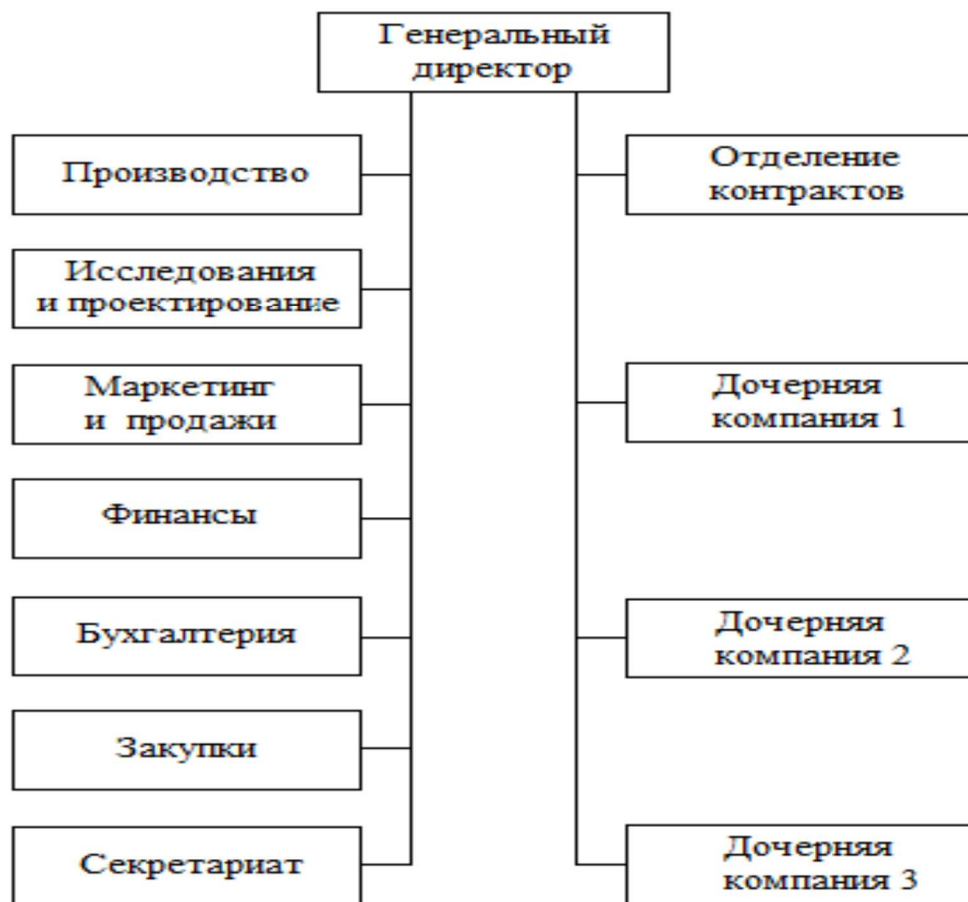 Генеральный
директор
Производство
Исследования
и проектирование
Маркетинг
и продажи
Финансы
Бухгалтерия
Закупки
Секретариат
Отделение
контрактов
Дочерняя
компания 1
Дочерняя
компания 2
Дочерняя
компания 3